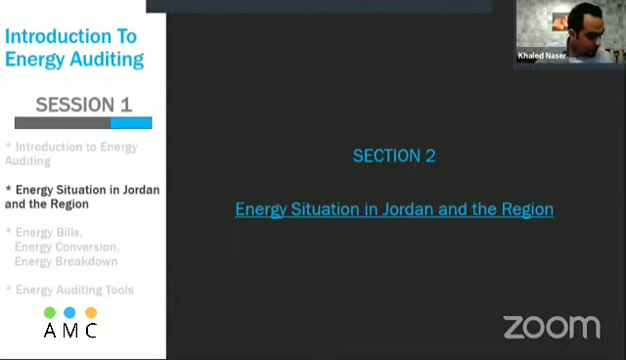 Introduction To
Energy Auditing
SESSION 1
* Introduction to Energy
Auditing
* Energy Situation in Jordan
and the Region
* Energy Bills,
Energy Conversion,
Energy Breakdown
* Energy Auditing Tools
AMC
SECTION 2
Energy Situation in Jordan and the Region
Khaled Naser
zoom